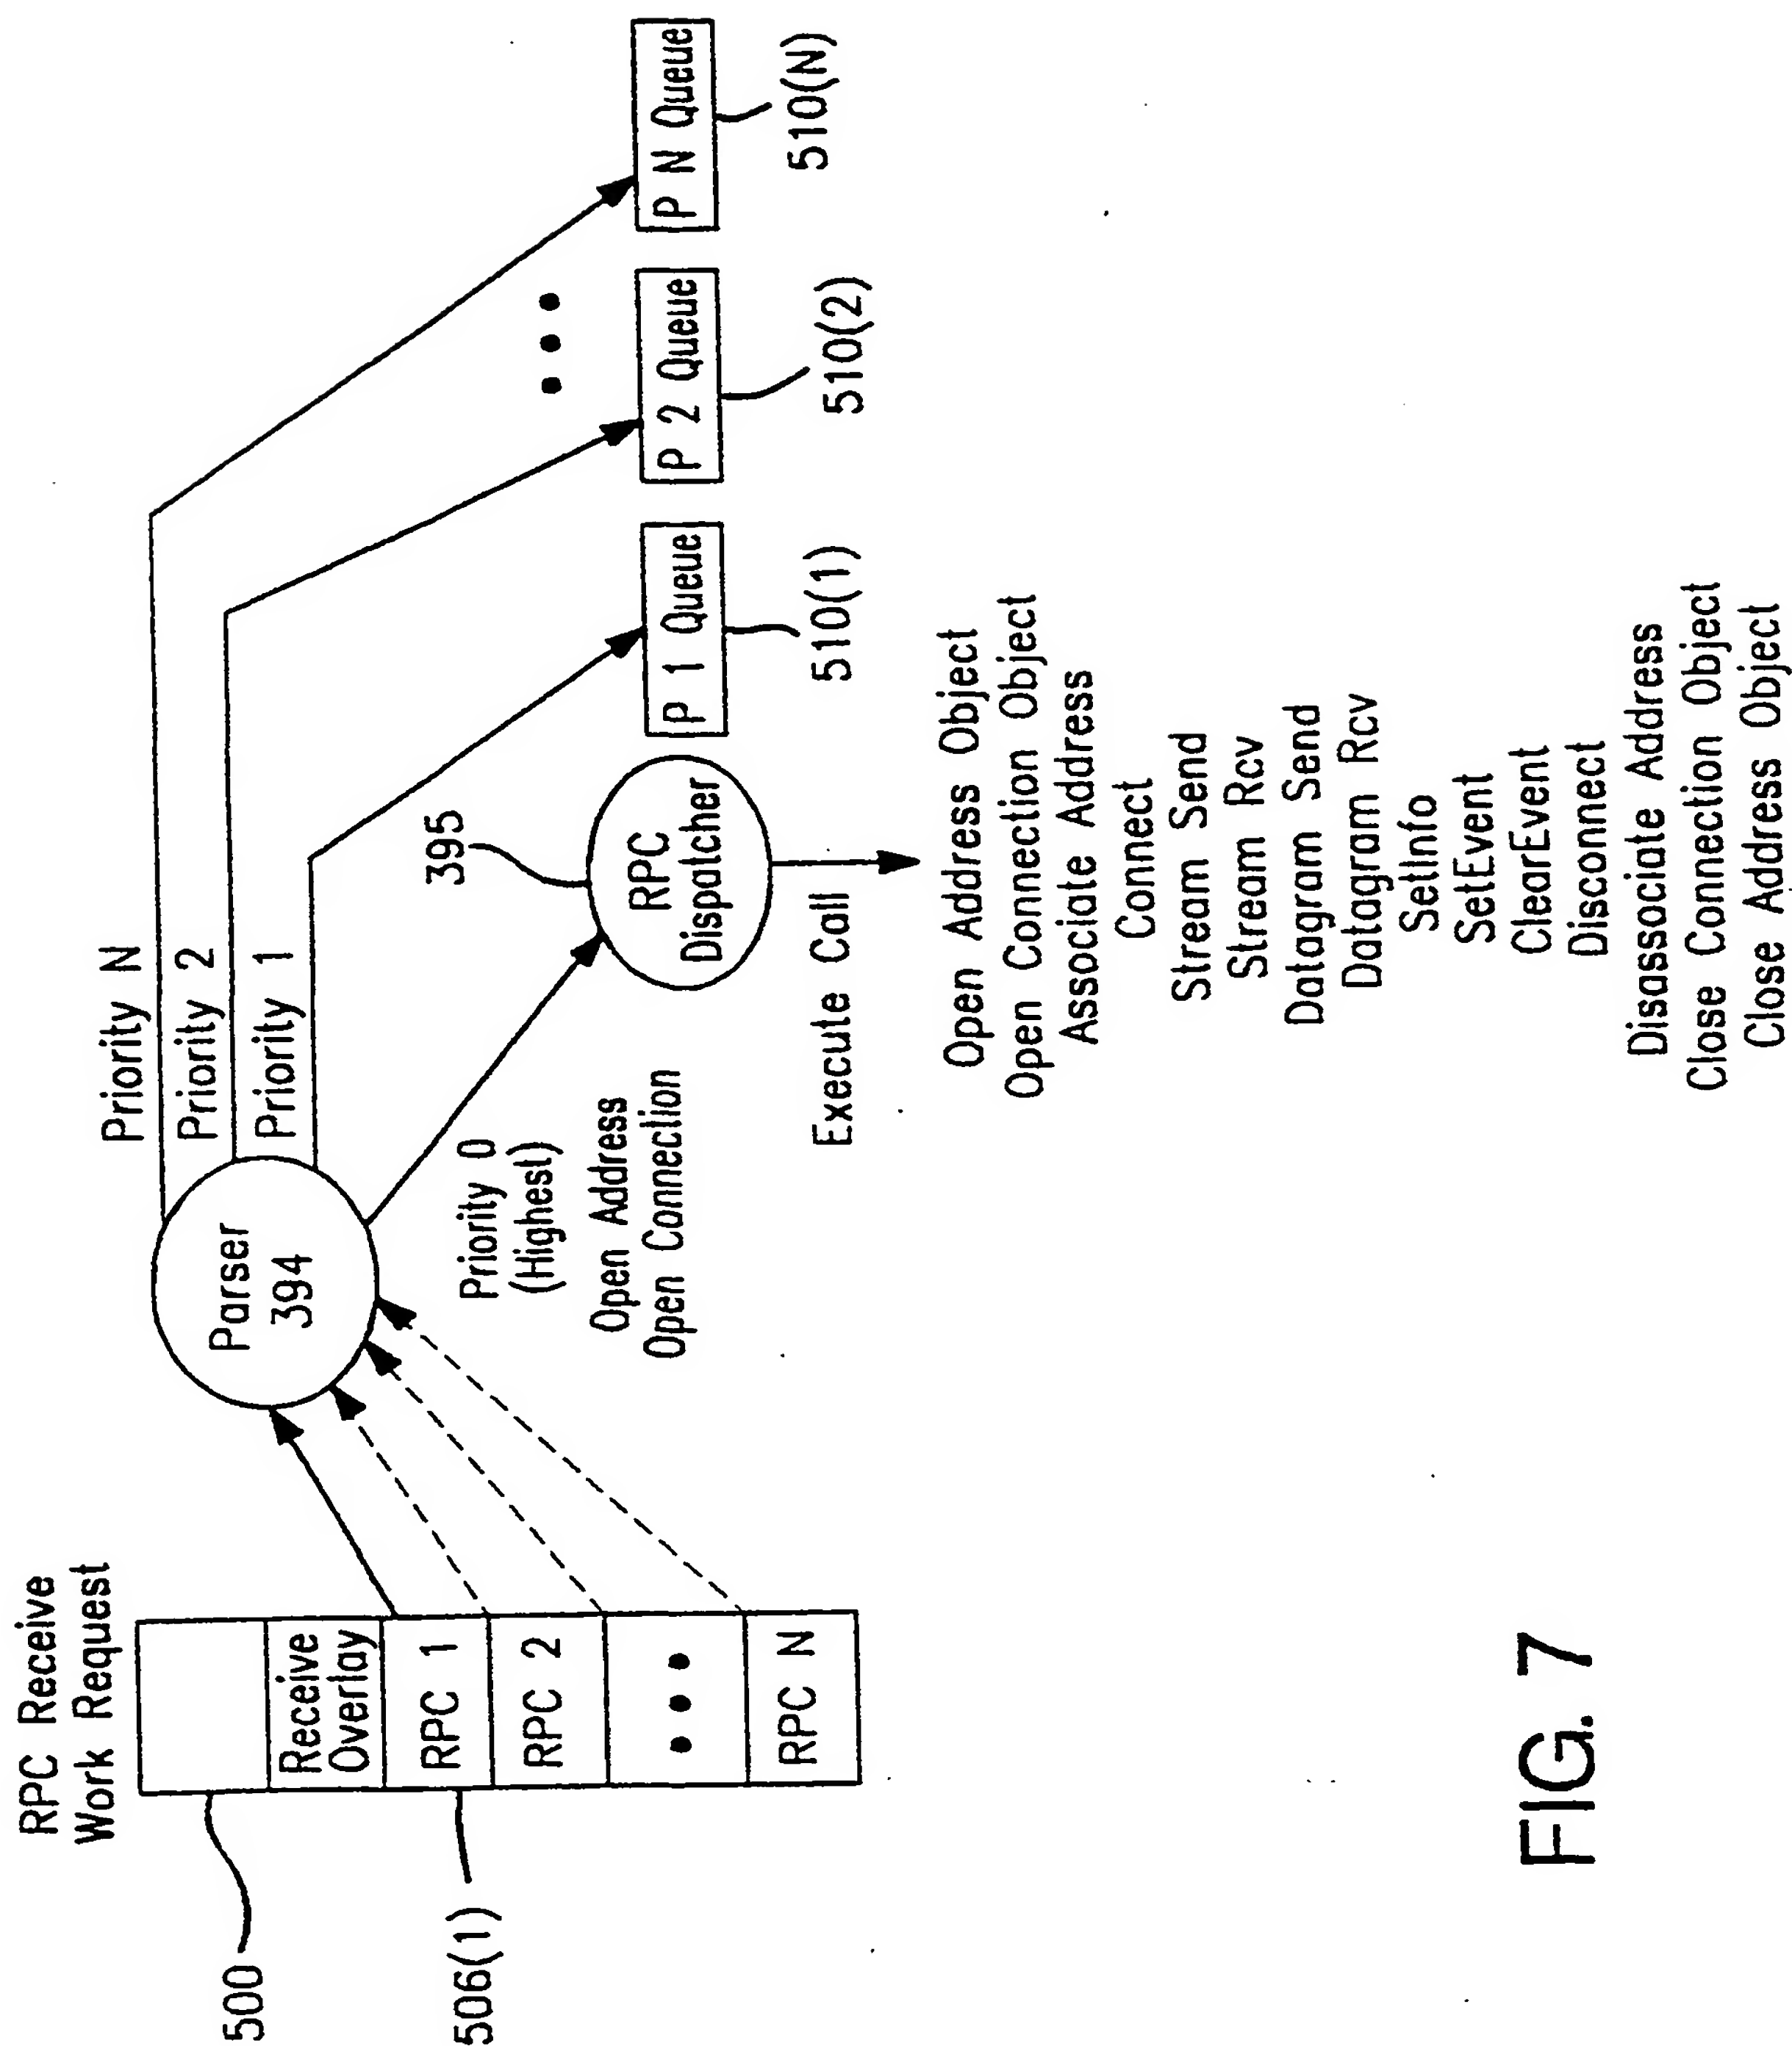 RPC Receive
Work Request
500
506(1)
Receive
Overlay
RPC 1
RPC 2
RPC N
Parser
394
Priority N
Priority 2
Priority 1
Priority 0
(Highest)
Open Address
Open Connection
395
RPC
Dispatcher
P 1 Queue
510(1)
P 2 Queue
510(2)
P N Queue
510(N)
Execute Call
Open Address Object
Open Connection Object
Associate Address
Connect
Stream Send
Stream Rcv
Datagram Send
Datagram Rcv
SetInfo
SetEvent
ClearEvent
Disconnect
Disassociate Address
Close Connection Object
Close Address Object
FIG. 7